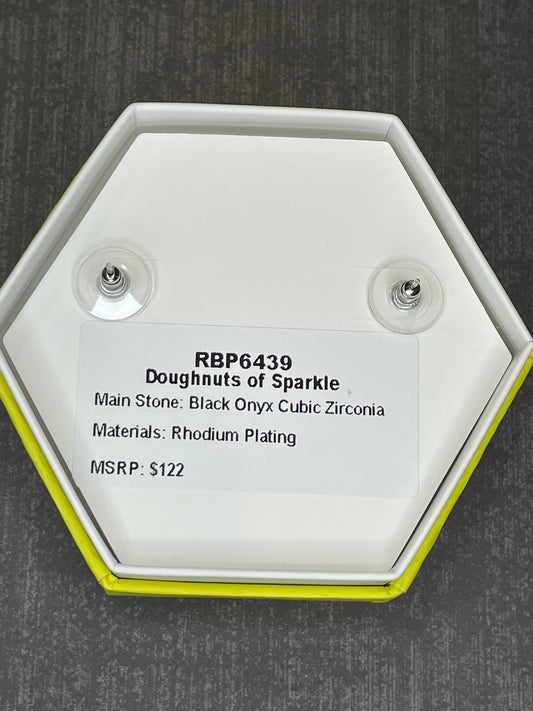 RBP6439
Doughnuts of Sparkle
Main Stone: Black Onyx Cubic Zirconia
Materials: Rhodium Plating
MSRP: $122